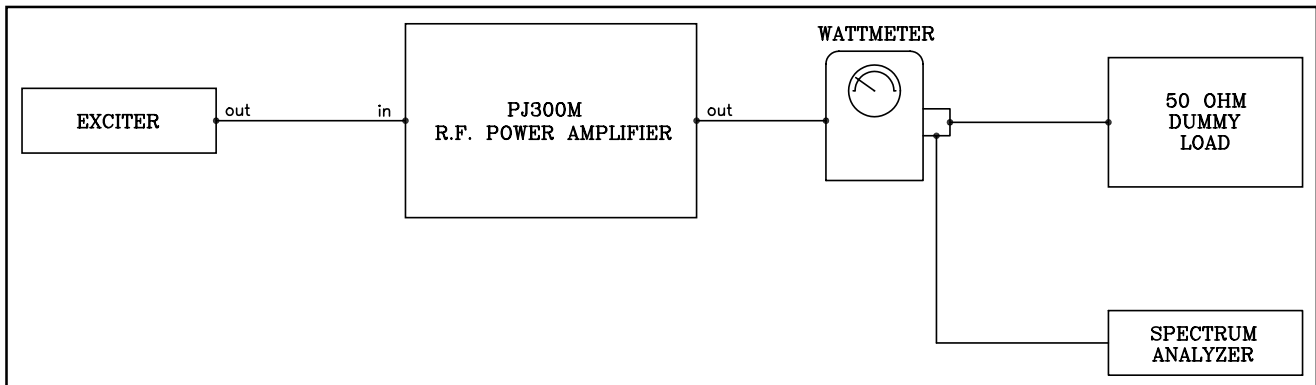 WATTMETER
EXCITER
out
in
PJ300M
R.F. POWER AMPLIFIER
out
50 OHM
DUMMY
LOAD
SPECTRUM
ANALYZER